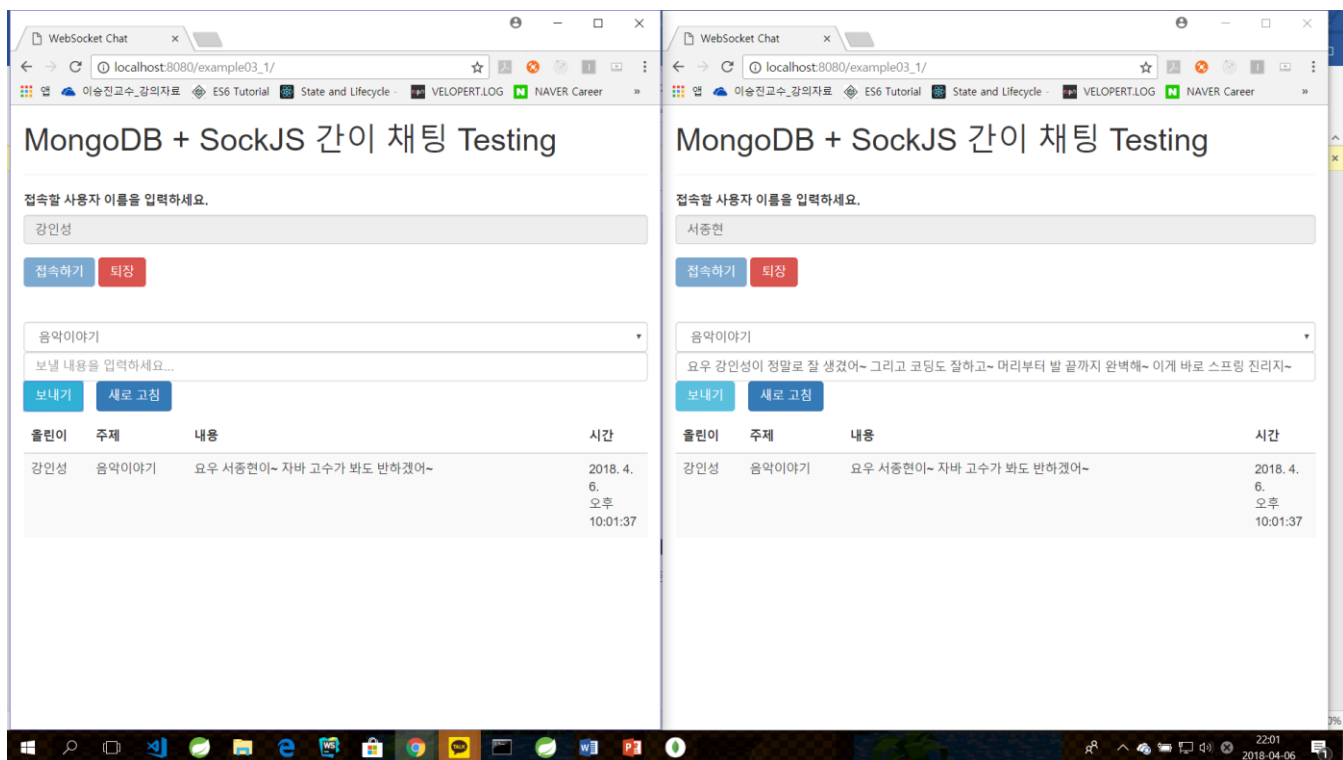 WebSocket Chat
localhost:8080/example03_1/
앱 이승진교수_강의자료 ES6 Tutorial State and Lifecycle - VELOPERT.LOG NAVER Career »
MongoDB + SockJS 간이 채팅 Testing
접속할 사용자 이름을 입력하세요.
강인성
접속하기 퇴장
음악이야기
보낼 내용을 입력하세요...
보내기 새로 고침
올린이 주제 내용 시간
강인성 음악이야기 요우 서종현이~ 자바 고수가 봐도 반하겠어~ 2018. 4.
6.
오후
10:01:37
WebSocket Chat
localhost:8080/example03_1/
앱 이승진교수_강의자료 ES6 Tutorial State and Lifecycle - VELOPERT.LOG NAVER Career »
MongoDB + SockJS 간이 채팅 Testing
접속할 사용자 이름을 입력하세요.
서종현
접속하기 퇴장
음악이야기
요우 강인성이 정말로 잘 생겼어~ 그리고 코딩도 잘하고~ 머리부터 발 끝까지 완벽해~ 이게 바로 스프링 진리지~
보내기 새로 고침
올린이 주제 내용 시간
강인성 음악이야기 요우 서종현이~ 자바 고수가 봐도 반하겠어~ 2018. 4.
6.
오후
10:01:37
22:01
2018-04-06